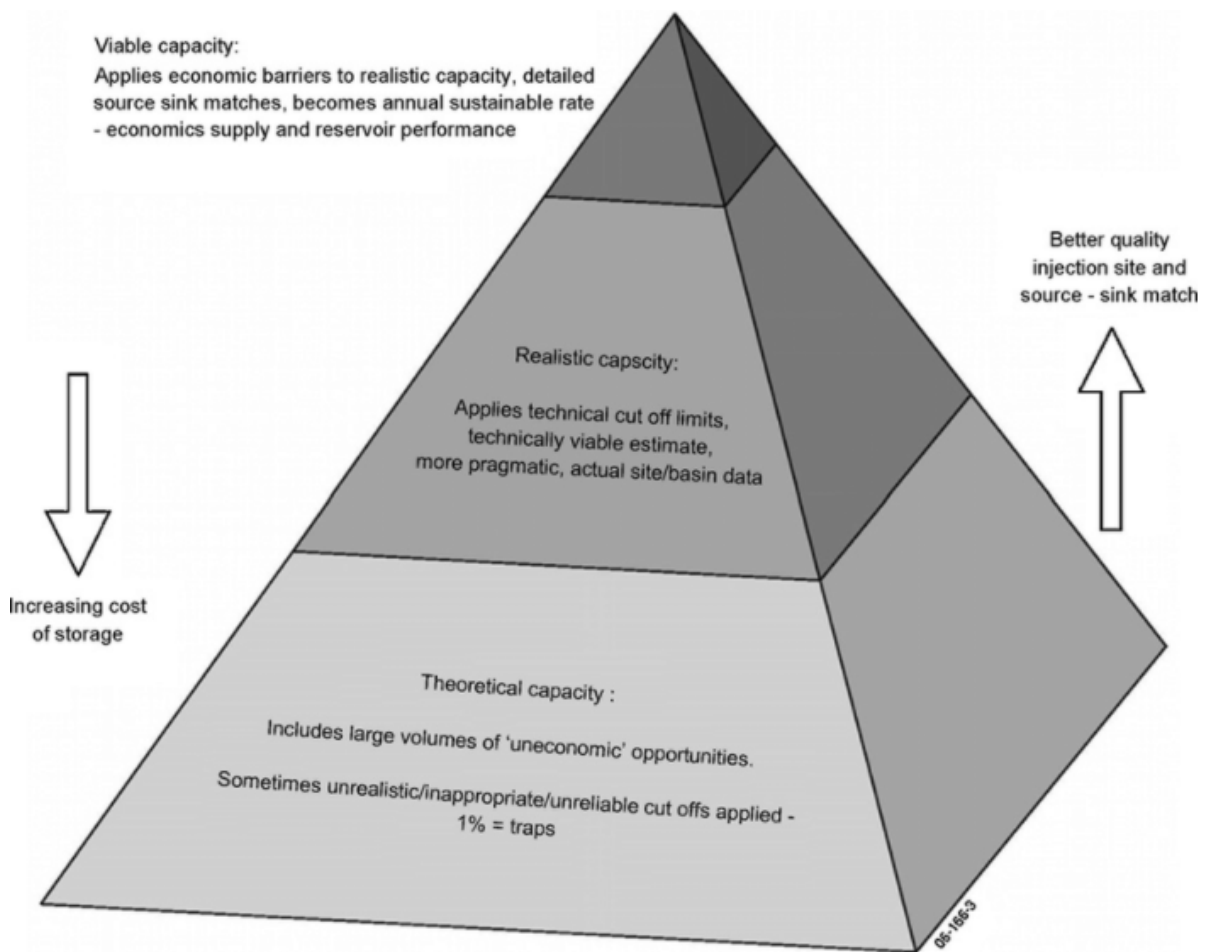 Viable capacity:
Applies economic barriers to realistic capacity, detailed
source sink matches, becomes annual sustainable rate
- economics supply and reservoir performance
Better quality
injection site and
source - sink match
Realistic capscity:
Applies technical cut off limits,
technically viable estimate,
more pragmatic, actual site/basin data
Increasing cost
of storage
Theoretical capacity :
Includes large volumes of 'uneconomic' opportunities.
Sometimes unrealistic/inappropriate/unreliable cut offs applied -
1% = traps
06-166-3